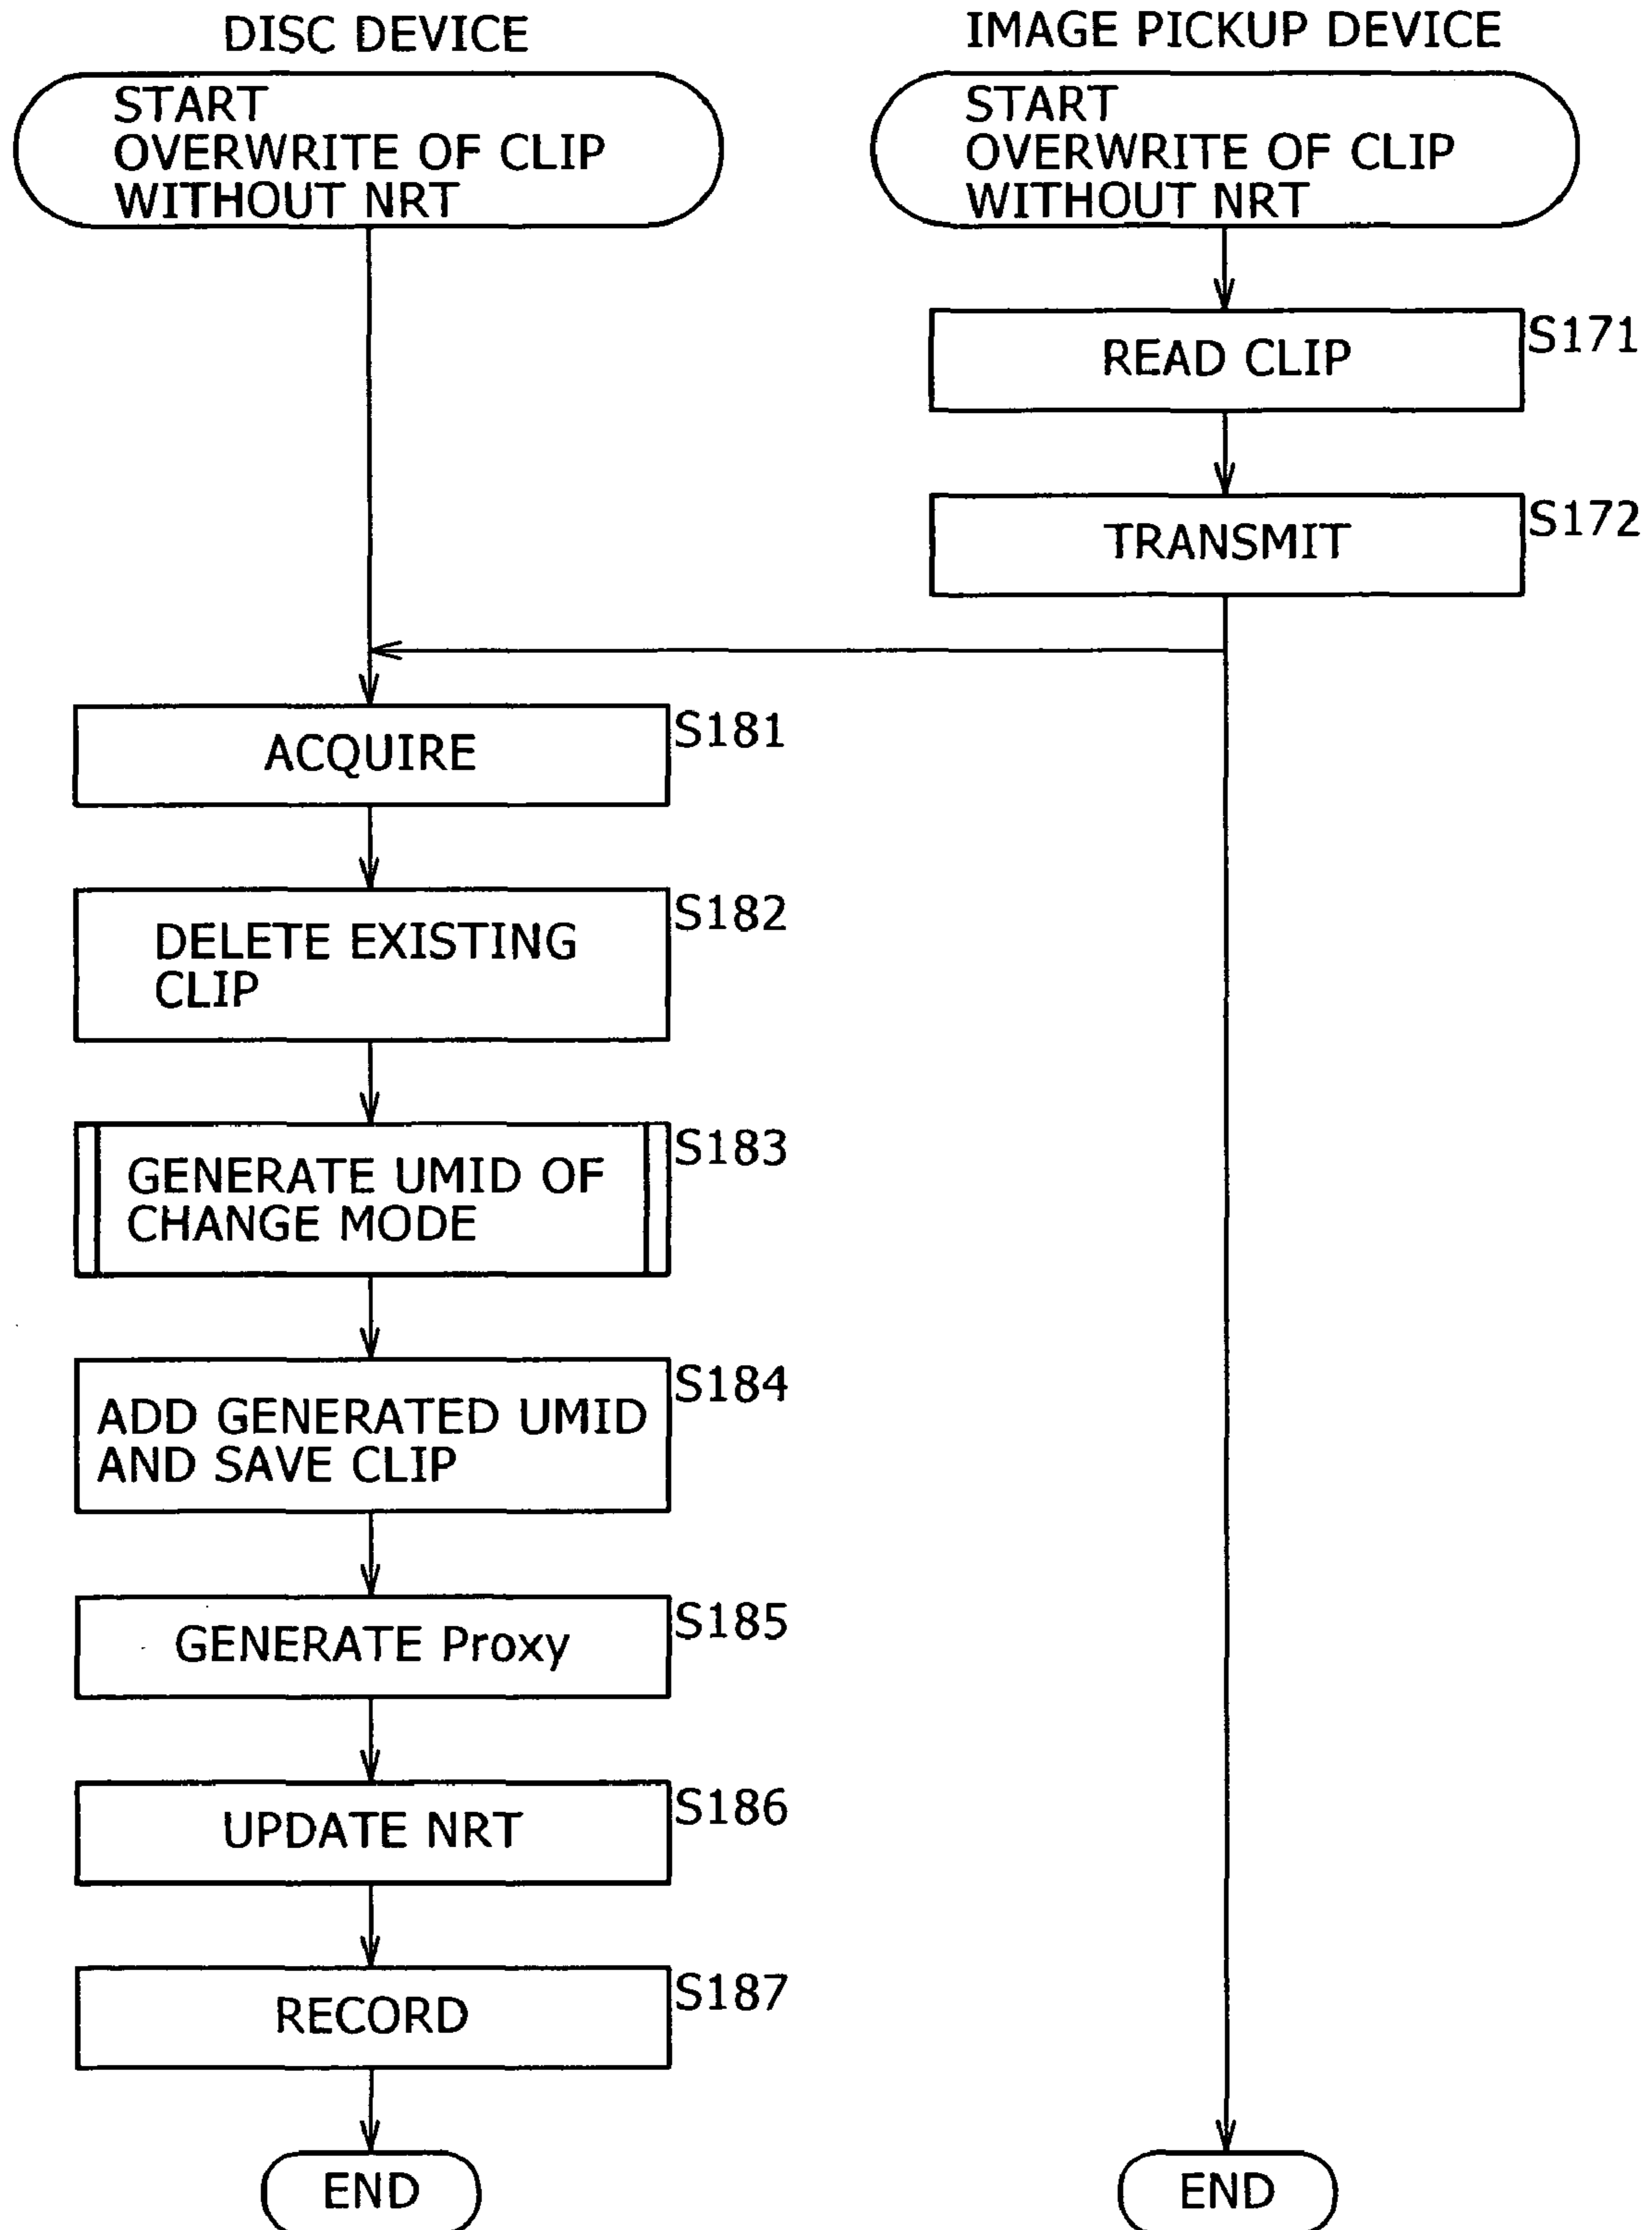 DISC DEVICE
IMAGE PICKUP DEVICE
START
OVERWRITE OF CLIP
WITHOUT NRT
START
OVERWRITE OF CLIP
WITHOUT NRT
READ CLIP
S171
TRANSMIT
S172
ACQUIRE
S181
DELETE EXISTING
CLIP
S182
GENERATE UMID OF
CHANGE MODE
S183
ADD GENERATED UMID
AND SAVE CLIP
S184
GENERATE Proxy
S185
UPDATE NRT
S186
RECORD
S187
END
END